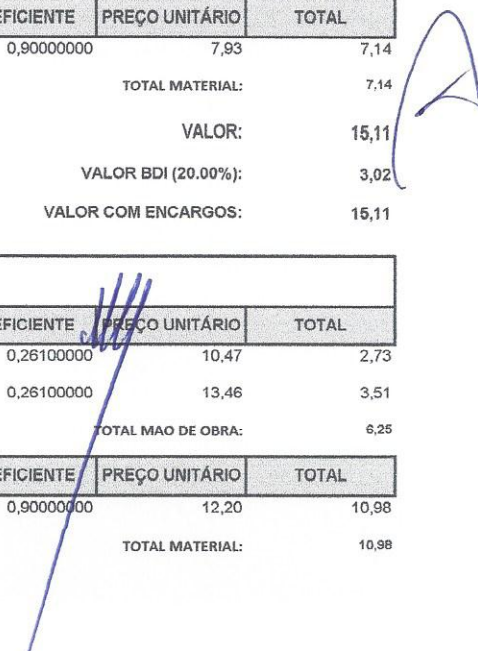 EFICIENTE PREÇO UNITÁRIO TOTAL
0,90000000 7,93 7,14
TOTAL MATERIAL: 7,14
VALOR: 15,11
VALOR BDI (20.00%): 3,02
VALOR COM ENCARGOS: 15,11
EFICIENTE PREÇO UNITÁRIO TOTAL
0,26100000 10,47 2,73
0,26100000 13,46 3,51
TOTAL MAO DE OBRA: 6,25
EFICIENTE PREÇO UNITÁRIO TOTAL
0,90000000 12,20 10,98
TOTAL MATERIAL: 10,98